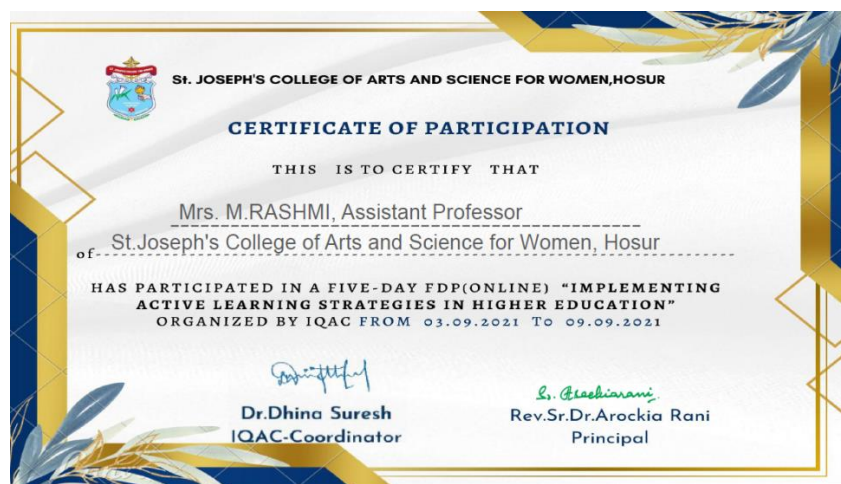 St. JOSEPH'S COLLEGE OF ARTS AND SCIENCE FOR WOMEN,HOSUR
CERTIFICATE OF PARTICIPATION
THIS IS TO CERTIFY THAT
Mrs. M.RASHMI, Assistant Professor
of St.Joseph's College of Arts and Science for Women, Hosur
HAS PARTICIPATED IN A FIVE-DAY FDP(ONLINE) "IMPLEMENTING
ACTIVE LEARNING STRATEGIES IN HIGHER EDUCATION"
ORGANIZED BY IQAC FROM 03.09.2021 To 09.09.2021
Dr.Dhina Suresh
IQAC-Coordinator
Rev.Sr.Dr.Arockia Rani
Principal